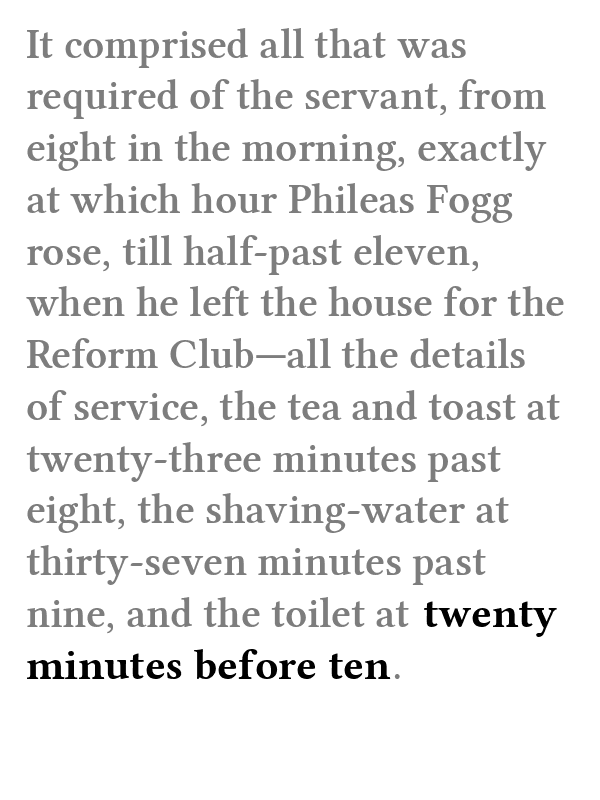 It comprised all that was
required of the servant, from
eight in the morning, exactly
at which hour Phileas Fogg
rose, till half-past eleven,
when he left the house for the
Reform Club—all the details
of service, the tea and toast at
twenty-three minutes past
eight, the shaving-water at
thirty-seven minutes past
nine, and the toilet at twenty
minutes before ten.